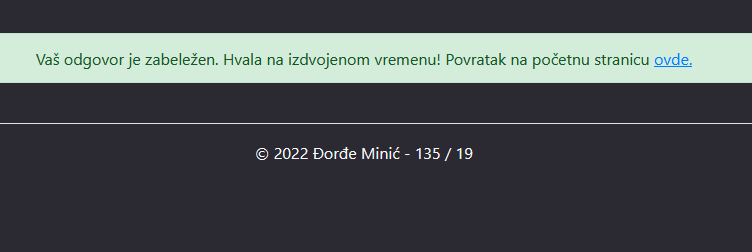 Vaš odgovor je zabeležen. Hvala na izdvojenom vremenu! Povratak na početnu stranicu ovde.
© 2022 Đorđe Minić - 135 / 19